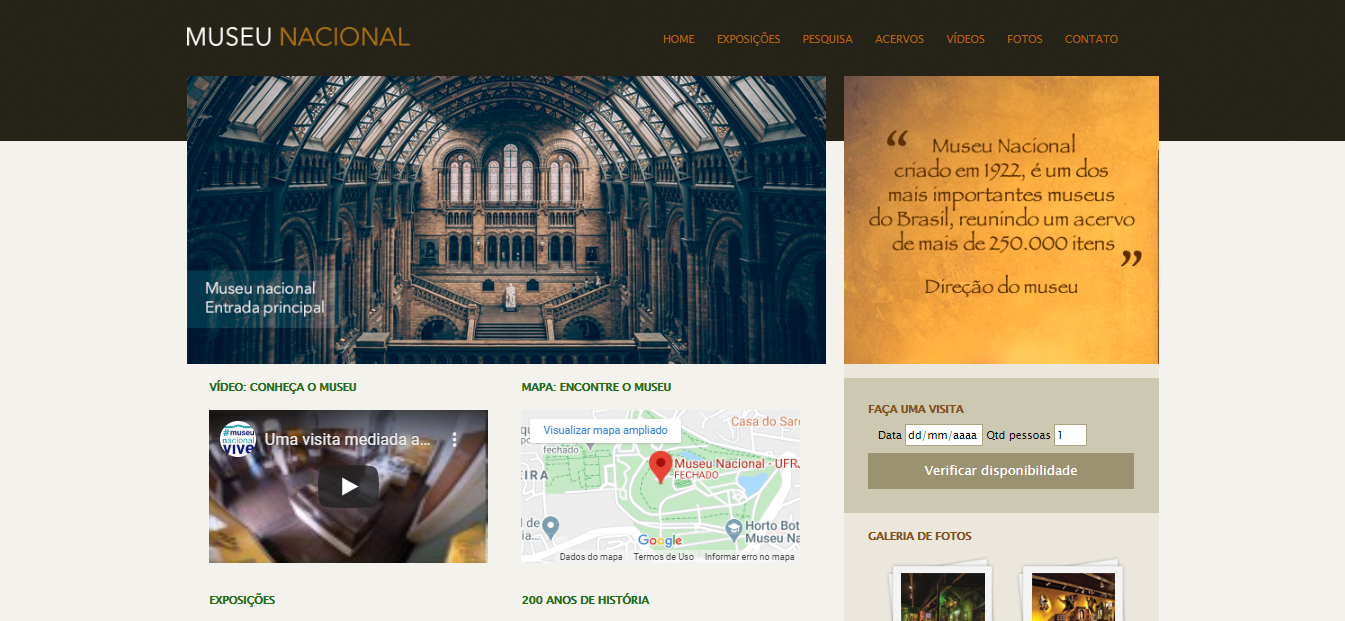 MUSEU NACIONAL
HOME EXPOSIÇÕES PESQUISA ACERVOS VÍDEOS FOTOS CONTATO
Museu nacional
Entrada principal
“ Museu Nacional
criado em 1922, é um dos
mais importantes museus
do Brasil, reunindo um acervo
de mais de 250.000 itens ”
Direção do museu
VÍDEO: CONHEÇA O MUSEU
#museu
nacional
vive
Uma visita mediada a...
MAPA: ENCONTRE O MUSEU
Visualizar mapa ampliado
Casa do Sar
fechado
EIRA
Museu Nacional - UFRJ
FECHADO
l de
ia...
Horto Bot
Museu Na
Google
Dados do mapa Termos de Uso Informar erro no mapa
FAÇA UMA VISITA
Data dd/mm/aaaa Qtd pessoas 1
Verificar disponibilidade
GALERIA DE FOTOS
EXPOSIÇÕES
200 ANOS DE HISTÓRIA